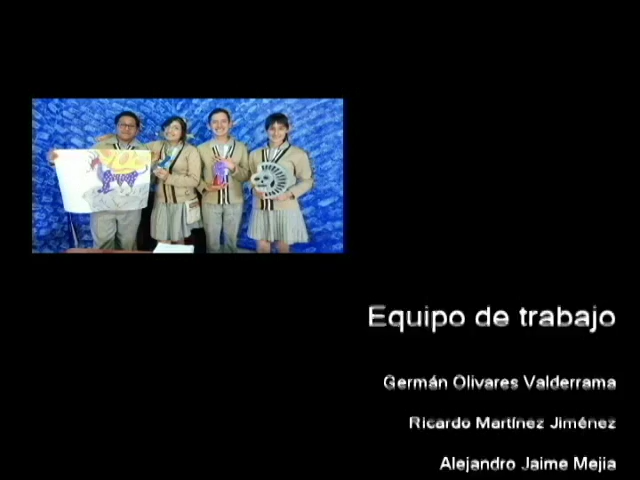 Equipo de trabajo
Germán Olivares Valderrama
Ricardo Martínez Jiménez
Alejandro Jaime Mejia